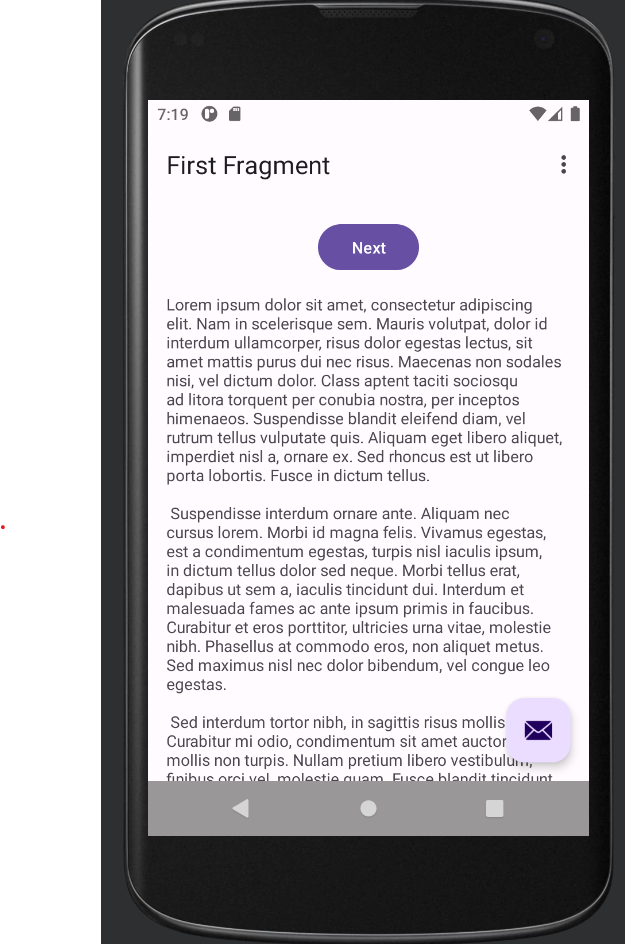 7:19
First Fragment
Next
Lorem ipsum dolor sit amet, consectetur adipiscing
elit. Nam in scelerisque sem. Mauris volutpat, dolor id
interdum ullamcorper, risus dolor egestas lectus, sit
amet mattis purus dui nec risus. Maecenas non sodales
nisi, vel dictum dolor. Class aptent taciti sociosqu
ad litora torquent per conubia nostra, per inceptos
himenaeos. Suspendisse blandit eleifend diam, vel
rutrum tellus vulputate quis. Aliquam eget libero aliquet,
imperdiet nisl a, ornare ex. Sed rhoncus est ut libero
porta lobortis. Fusce in dictum tellus.
Suspendisse interdum ornare ante. Aliquam nec
cursus lorem. Morbi id magna felis. Vivamus egestas,
est a condimentum egestas, turpis nisl iaculis ipsum,
in dictum tellus dolor sed neque. Morbi tellus erat,
dapibus ut sem a, iaculis tincidunt dui. Interdum et
malesuada fames ac ante ipsum primis in faucibus.
Curabitur et eros porttitor, ultricies urna vitae, molestie
nibh. Phasellus at commodo eros, non aliquet metus.
Sed maximus nisl nec dolor bibendum, vel congue leo
egestas.
Sed interdum tortor nibh, in sagittis risus mollis
Curabitur mi odio, condimentum sit amet auctor
mollis non turpis. Nullam pretium libero vestibulum,
finibus orci vel, molestie quam. Fusce blandit tincidunt